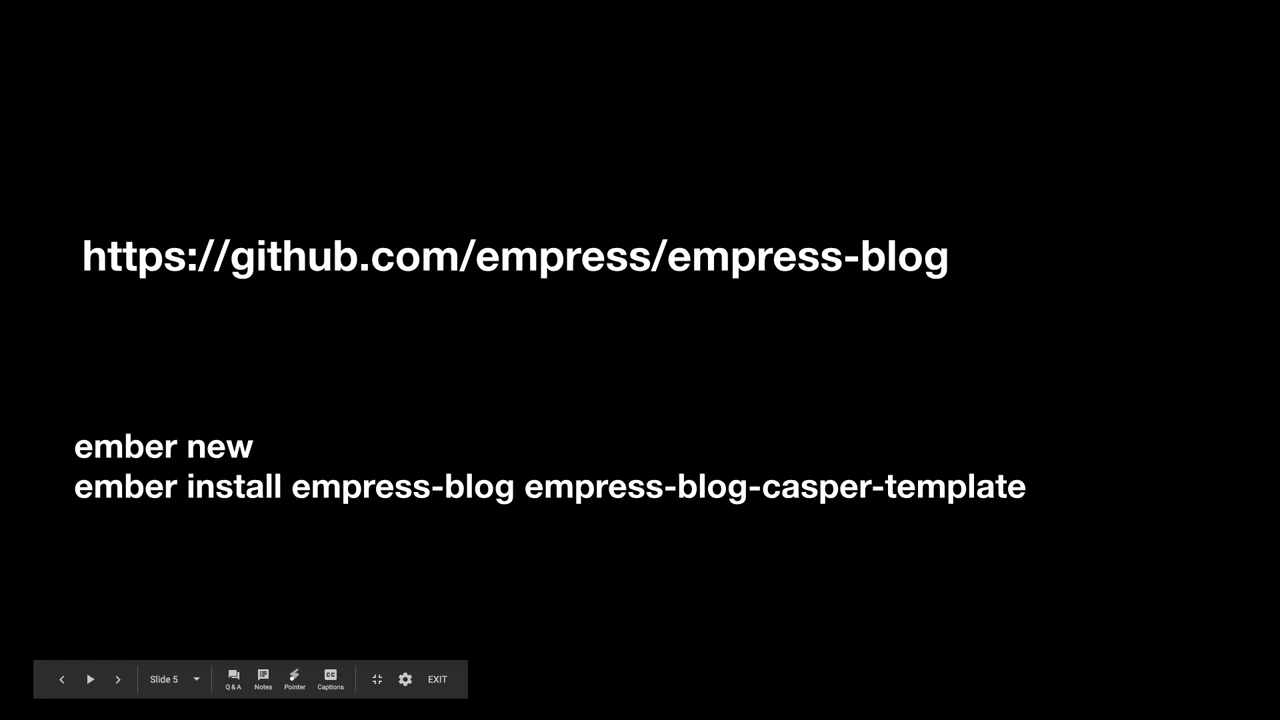 https://github.com/empress/empress-blog
ember new
ember install empress-blog empress-blog-casper-template
Slide 5
Q & A
Notes
Pointer
Captions
EXIT